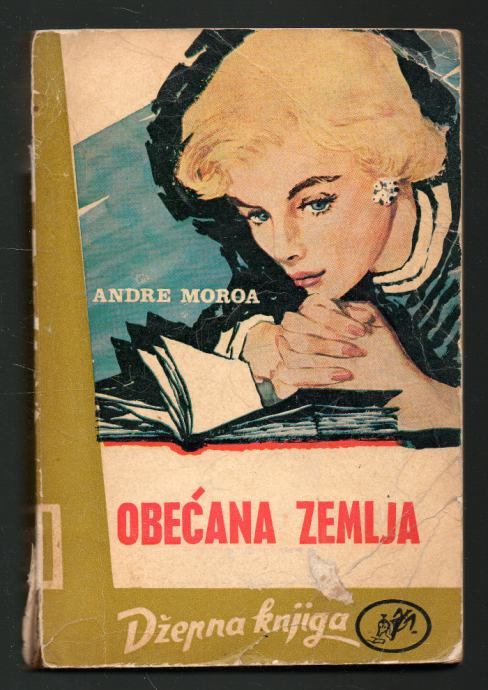 ANDRE MOROA
OBEĆANA ZEMLJA
Džepna knjiga